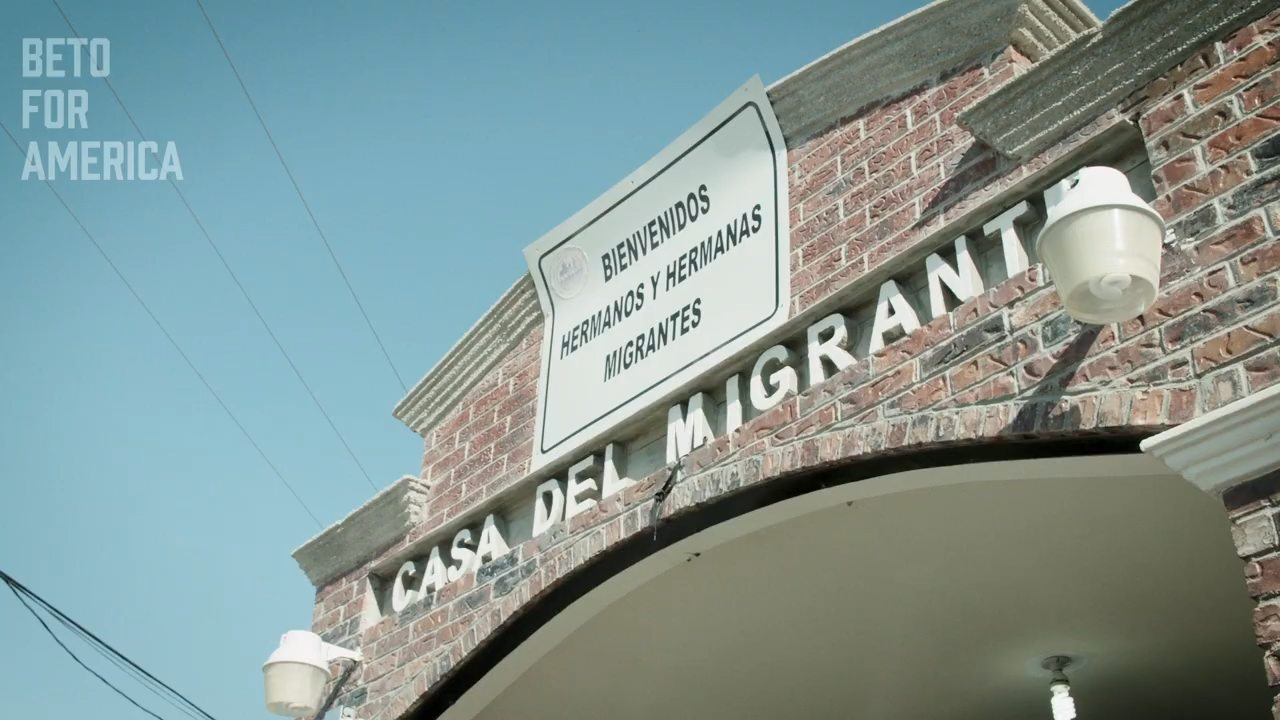 BETO
FOR
AMERICA
BIENVENIDOS
HERMANOS Y HERMANAS
MIGRANTES
CASA DEL MIGRANT